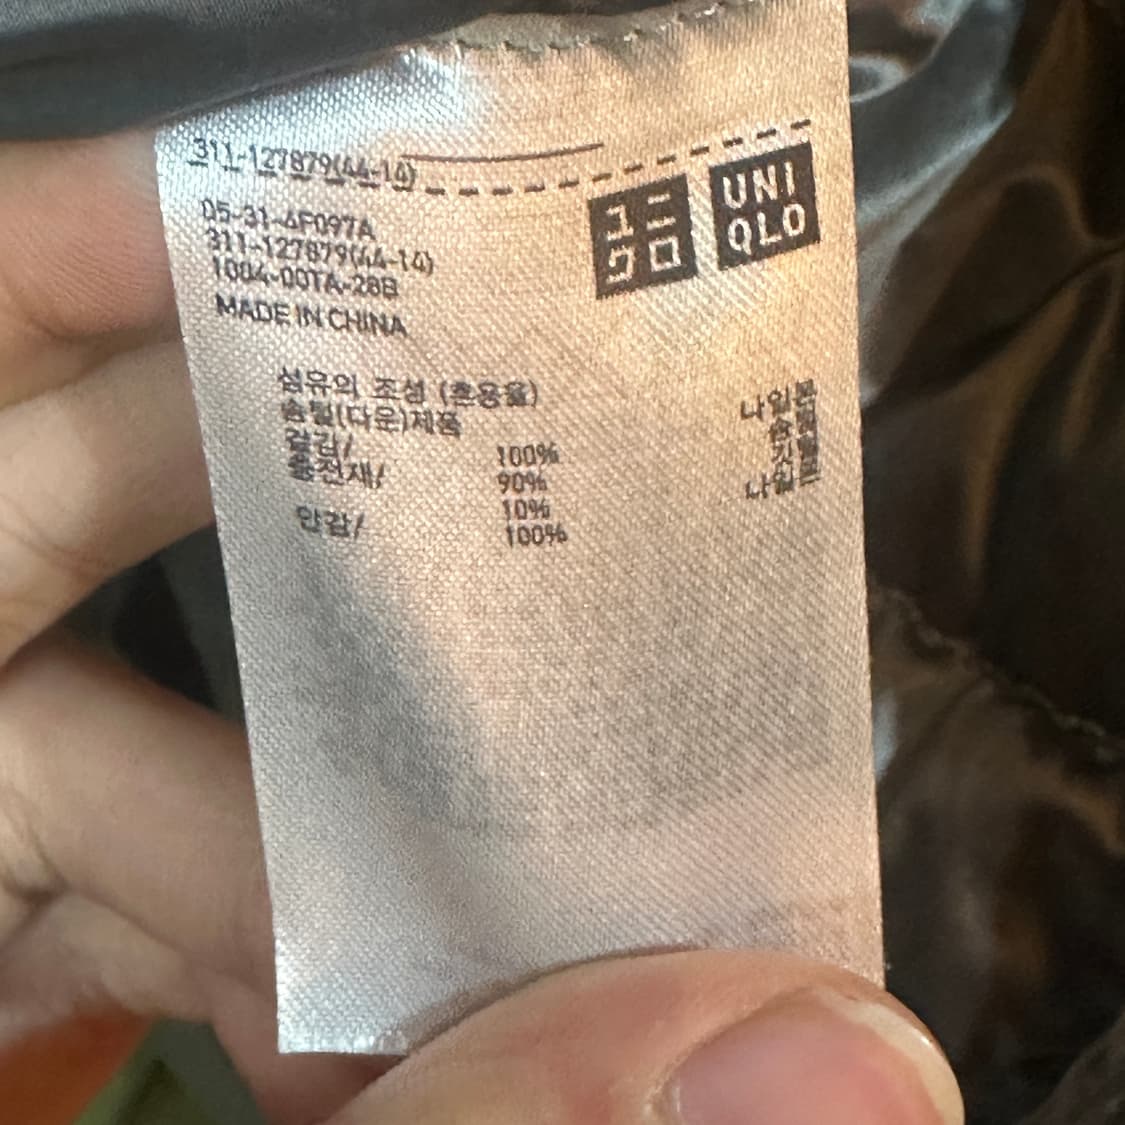 311-127879(44-14)
ユニ
クロ
UNI
QLO
05-31-4F097A
311-127879(44-14)
1084-00TA-28B
MADE IN CHINA
섬유의 조성 (혼용율)
솜털(다운)제품
겉감/ 100% 나일론
충전재/ 90% 솜털
10% 깃털
안감/ 100% 나일론